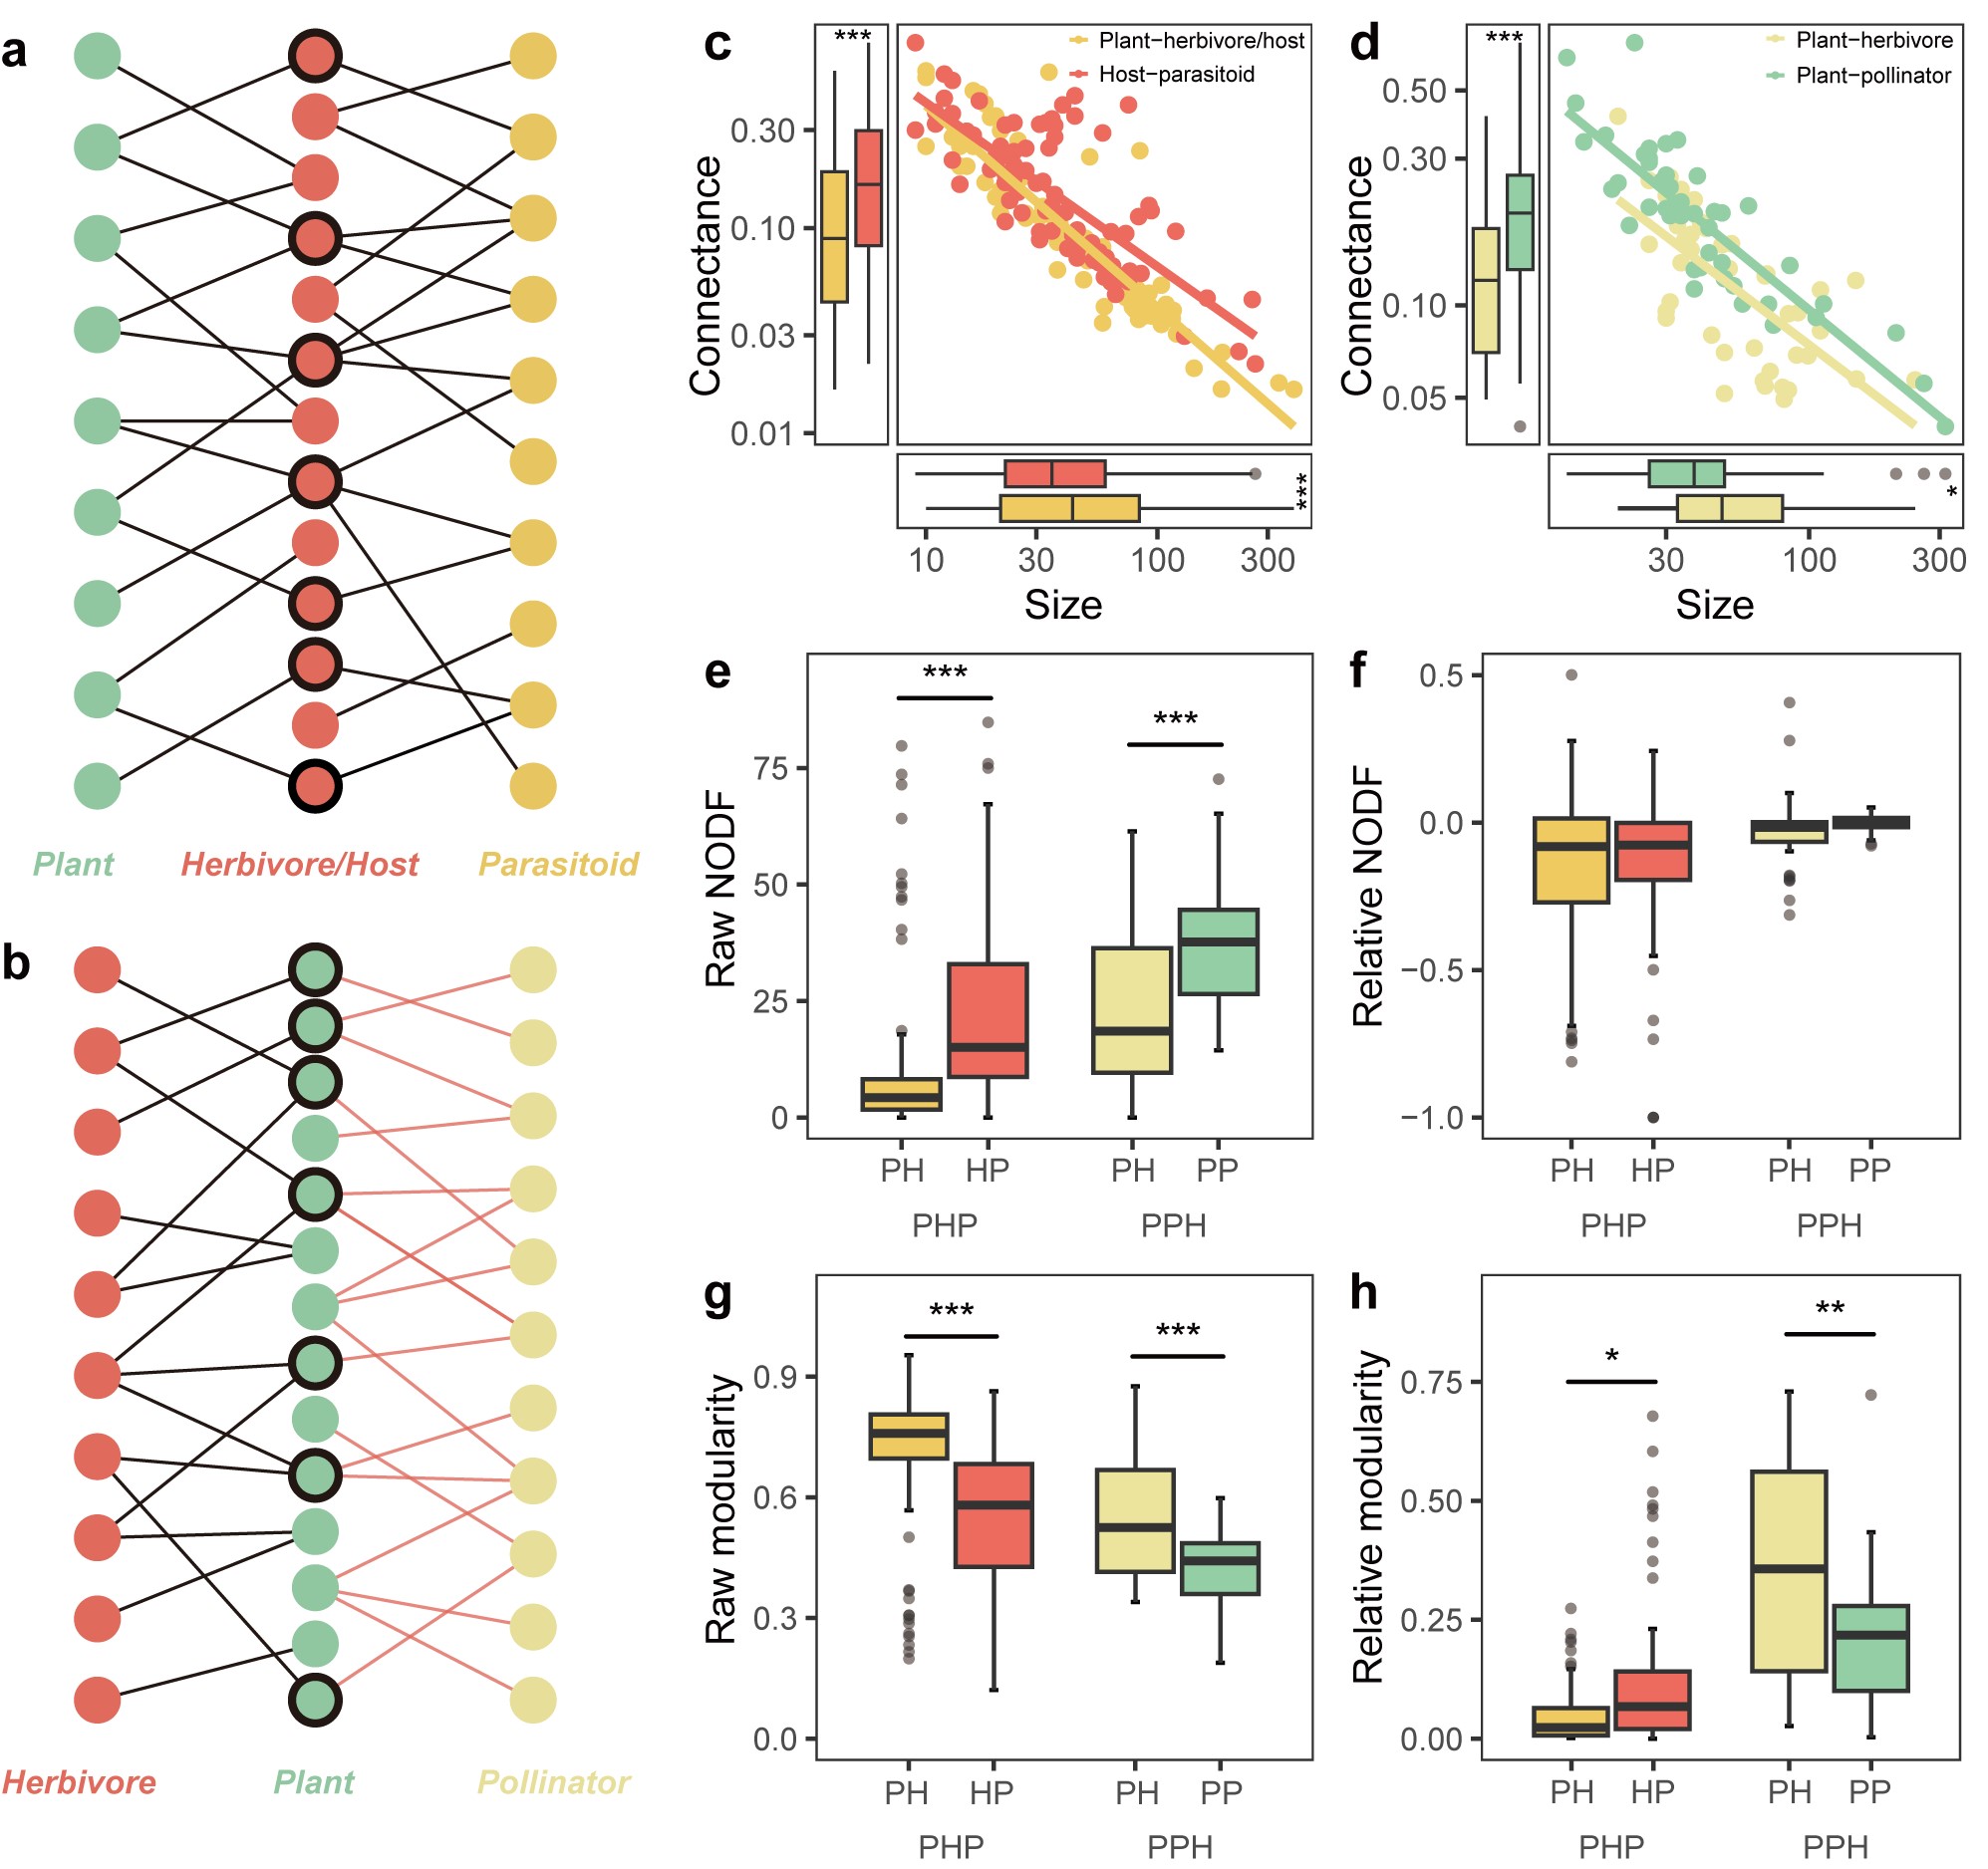 a
Plant
Herbivore/Host
Parasitoid
b
Herbivore
Plant
Pollinator
c
***
Plant−herbivore/host
Host−parasitoid
Connectance
0.30
0.10
0.03
0.01
***
10
30
100
300
Size
d
***
Plant−herbivore
Plant−pollinator
Connectance
0.50
0.30
0.10
0.05
*
30
100
300
Size
e
***
***
Raw NODF
75
50
25
0
PH
HP
PH
PP
PHP
PPH
f
Relative NODF
0.5
0.0
−0.5
−1.0
PH
HP
PH
PP
PHP
PPH
g
***
***
Raw modularity
0.9
0.6
0.3
0.0
PH
HP
PH
PP
PHP
PPH
h
*
**
Relative modularity
0.75
0.50
0.25
0.00
PH
HP
PH
PP
PHP
PPH